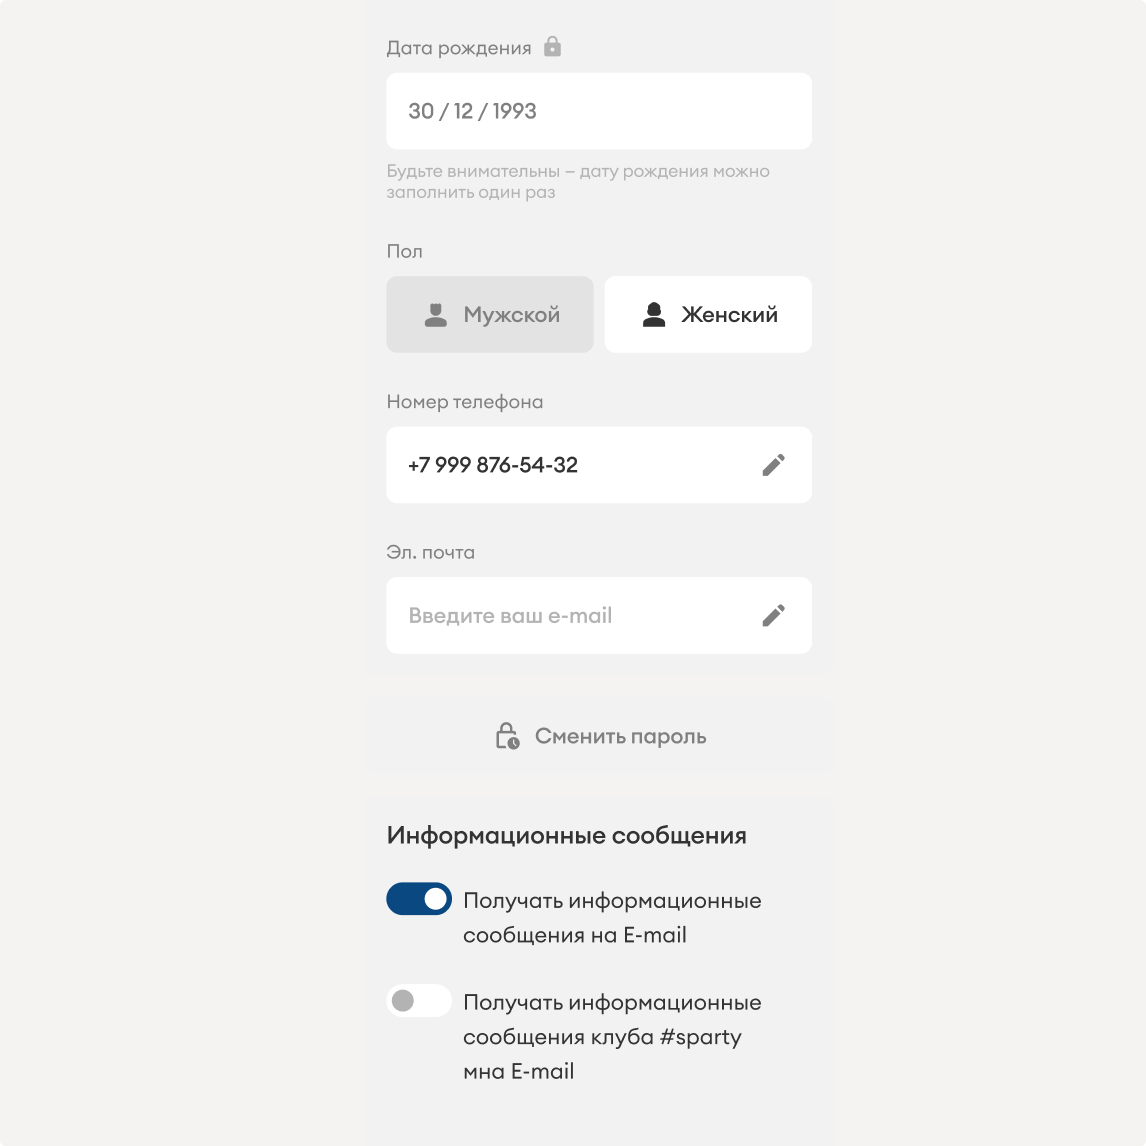 Дата рождения
30 / 12 / 1993
Будьте внимательны – дату рождения можно
заполнить один раз
Пол
Мужской
Женский
Номер телефона
+7 999 876-54-32
Эл. почта
Введите ваш e-mail
Сменить пароль
Информационные сообщения
Получать информационные
сообщения на E-mail
Получать информационные
сообщения клуба #sparty
мна E-mail